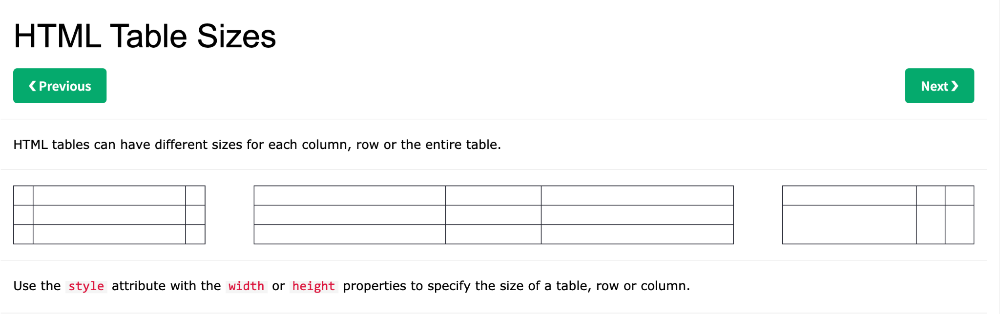 HTML Table Sizes
❮ Previous
Next ❯
HTML tables can have different sizes for each column, row or the entire table.
Use the style attribute with the width or height properties to specify the size of a table, row or column.